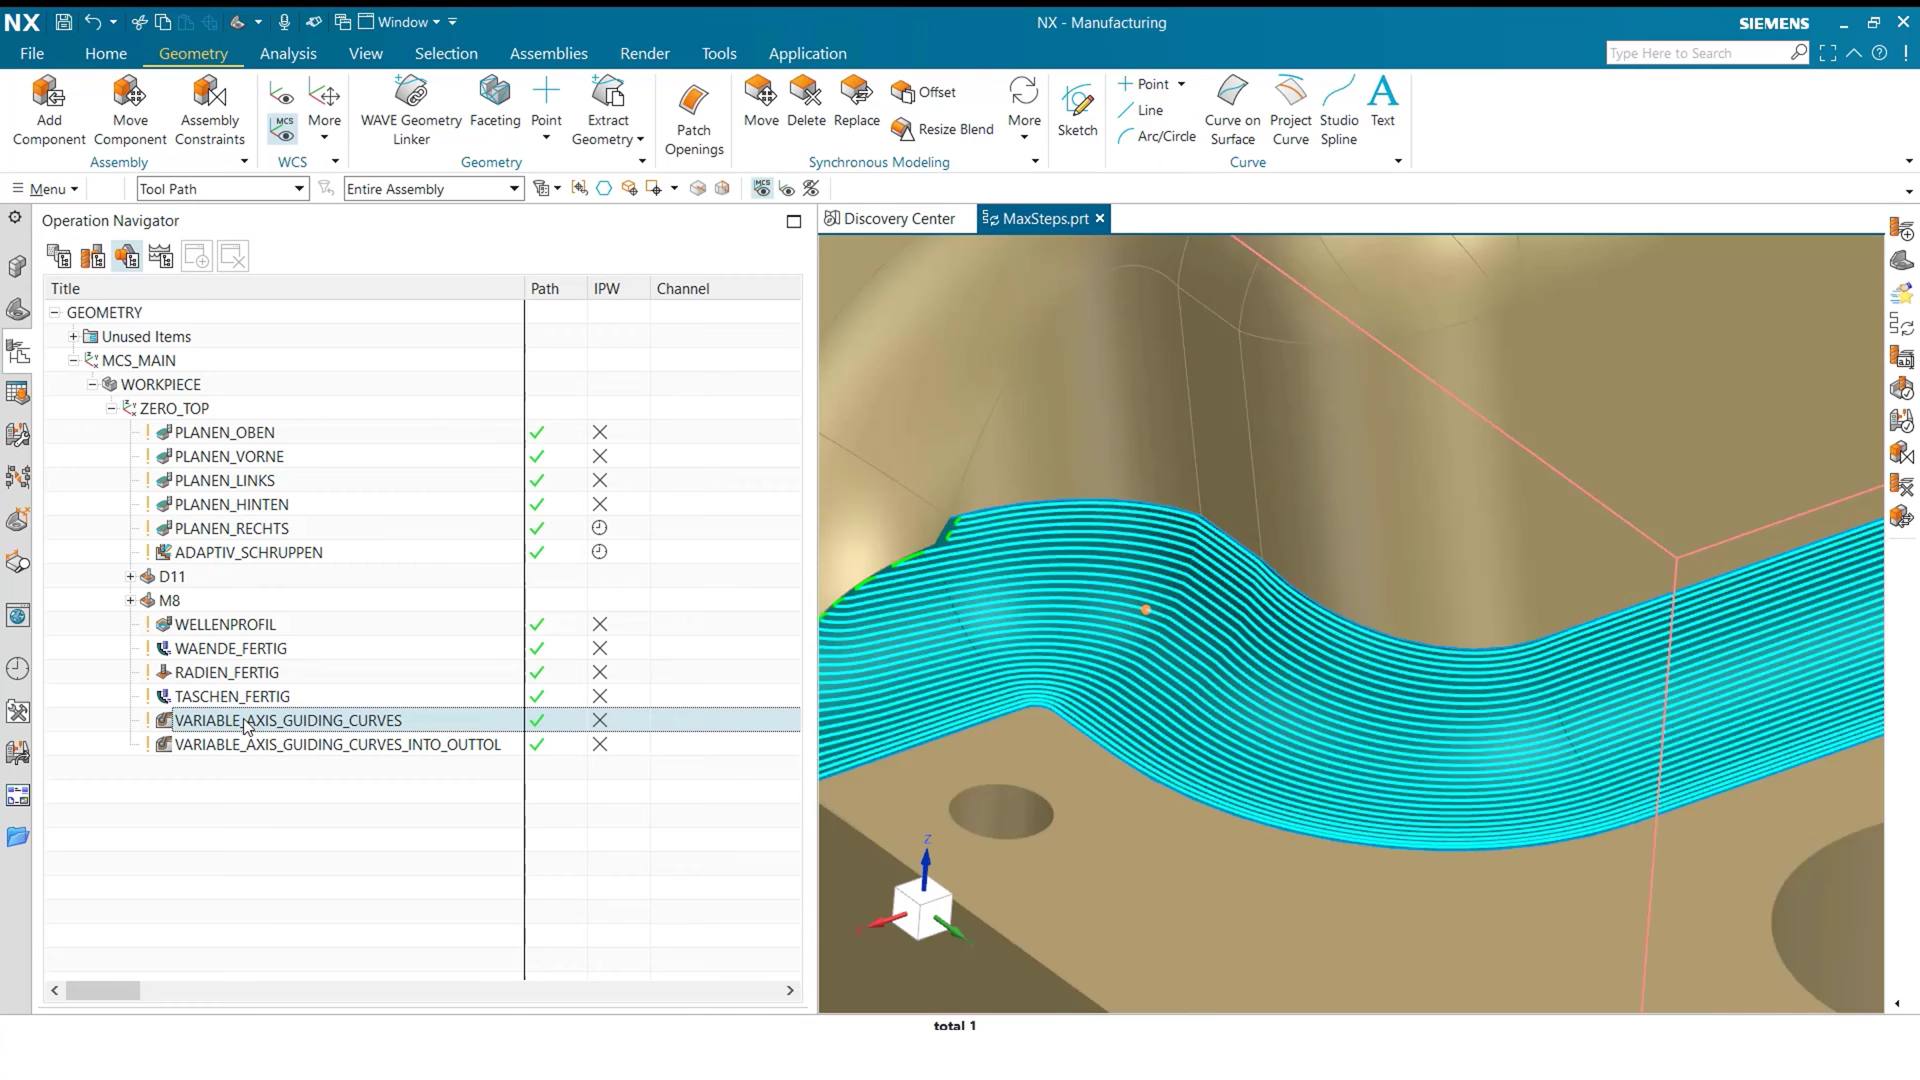 NX
Window
NX - Manufacturing
SIEMENS
File
Home
Geometry
Analysis
View
Selection
Assemblies
Render
Tools
Application
Type Here to Search
Add
Component
Move
Component
Assembly
Constraints
Assembly
MCS
More
WCS
WAVE Geometry
Linker
Faceting
Point
Extract
Geometry
Geometry
Patch
Openings
Move
Delete
Replace
Offset
Resize Blend
More
Synchronous Modeling
Sketch
Point
Line
Arc/Circle
Curve on
Surface
Project
Curve
Studio
Spline
Text
Curve
Menu
Tool Path
Entire Assembly
MCS
Operation Navigator
Discovery Center
MaxSteps.prt
Title
Path
IPW
Channel
GEOMETRY
Unused Items
MCS_MAIN
WORKPIECE
ZERO_TOP
PLANEN_OBEN
PLANEN_VORNE
PLANEN_LINKS
PLANEN_HINTEN
PLANEN_RECHTS
ADAPTIV_SCHRUPPEN
D11
M8
WELLENPROFIL
WAENDE_FERTIG
RADIEN_FERTIG
TASCHEN_FERTIG
VARIABLE_AXIS_GUIDING_CURVES
VARIABLE_AXIS_GUIDING_CURVES_INTO_OUTTOL
Z
total 1